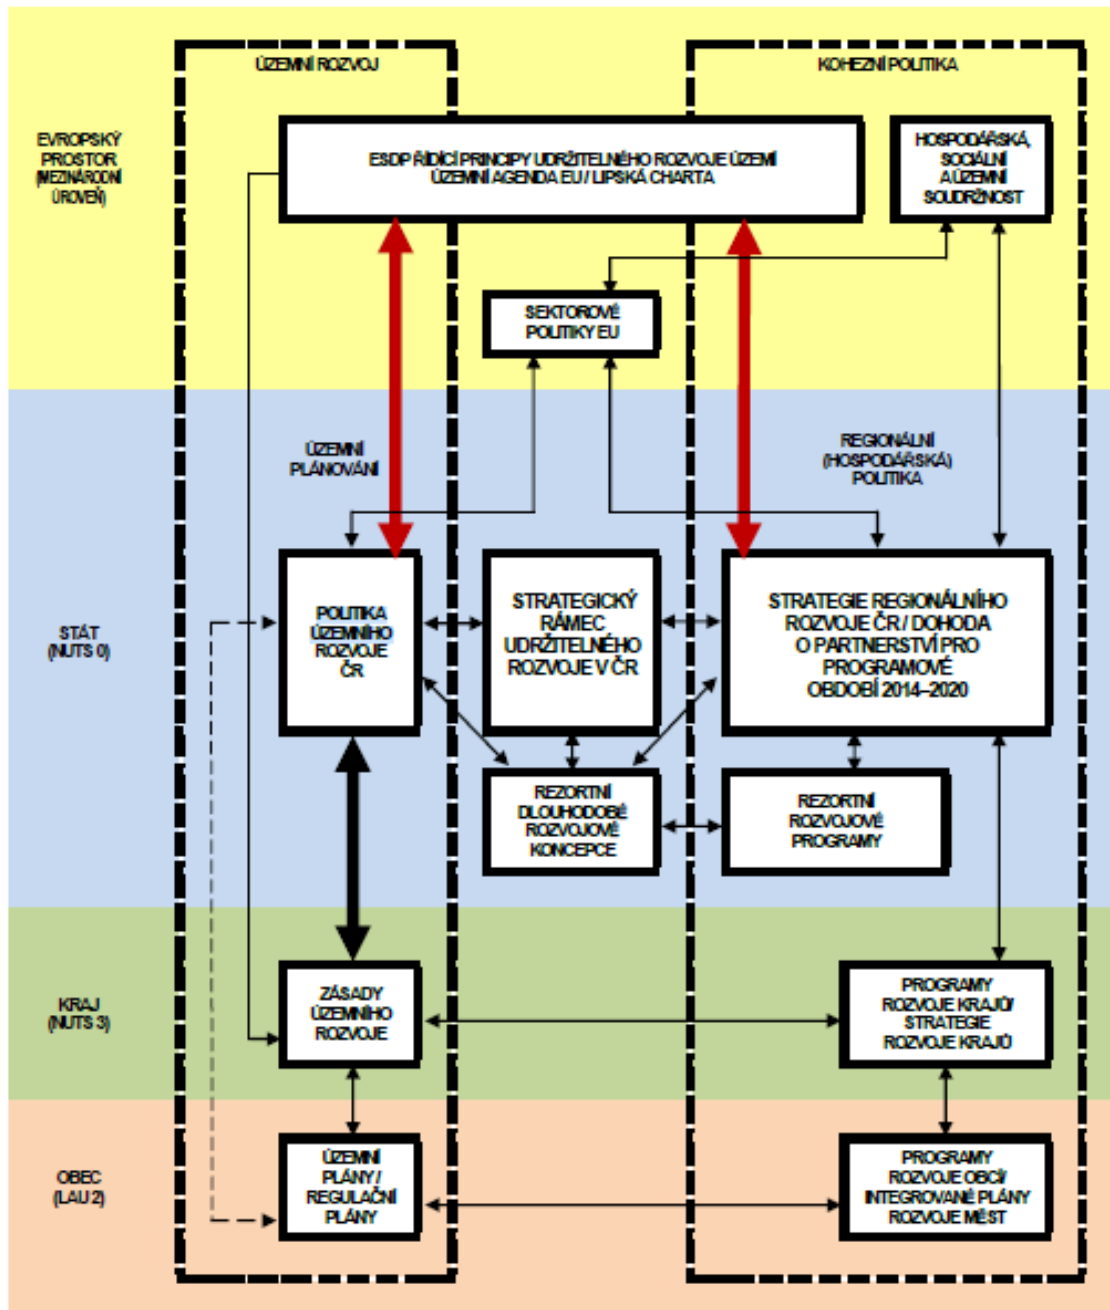 ÚZEMNÍ ROZVOJ
KOHEZNÍ POLITIKA
EVROPSKÝ
PROSTOR
(MEZINÁRODNÍ
ÚROVEŇ)
ESDP ŘÍDÍCÍ PRINCIPY UDRŽITELNÉHO ROZVOJE ÚZEMÍ
ÚZEMNÍ AGENDA EU / LIPSKÁ CHARTA
HOSPODÁŘSKÁ,
SOCIÁLNÍ
A ÚZEMNÍ
SOUDRŽNOST
SEKTOROVÉ
POLITIKY EU
ÚZEMNÍ
PLÁNOVÁNÍ
REGIONÁLNÍ
(HOSPODÁŘSKÁ)
POLITIKA
STÁT
(NUTS 0)
POLITIKA
ÚZEMNÍHO
ROZVOJE
ČR
STRATEGICKÝ
RÁMEC
UDRŽITELNÉHO
ROZVOJE V ČR
STRATEGIE REGIONÁLNÍHO
ROZVOJE ČR / DOHODA
O PARTNERSTVÍ PRO
PROGRAMOVÉ
OBDOBÍ 2014–2020
REZORTNÍ
DLOUHODOBÉ
ROZVOJOVÉ
KONCEPCE
REZORTNÍ
ROZVOJOVÉ
PROGRAMY
KRAJ
(NUTS 3)
ZÁSADY
ÚZEMNÍHO
ROZVOJE
PROGRAMY
ROZVOJE KRAJŮ/
STRATEGIE
ROZVOJE KRAJŮ
OBEC
(LAU 2)
ÚZEMNÍ
PLÁNY /
REGULAČNÍ
PLÁNY
PROGRAMY
ROZVOJE OBCÍ/
INTEGROVANÉ PLÁNY
ROZVOJE MĚST